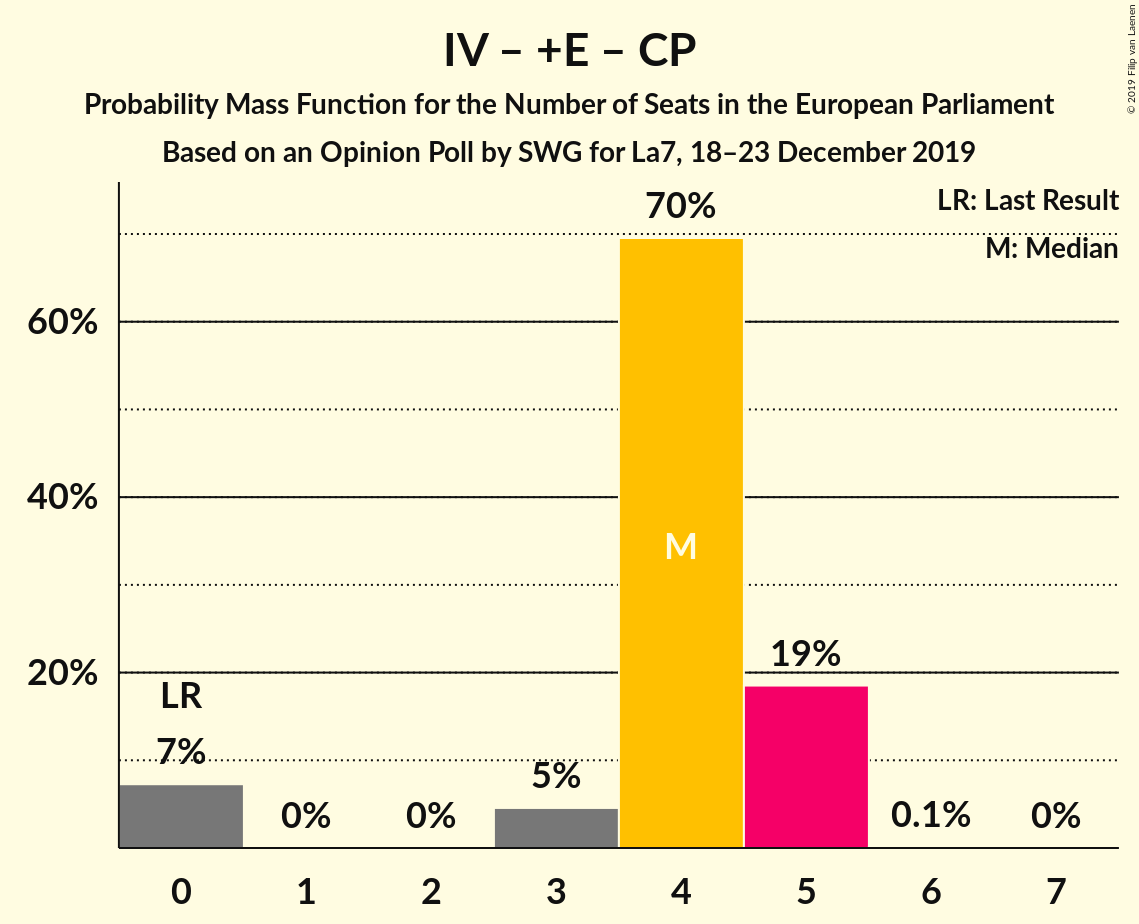 IV – +E – CP
Probability Mass Function for the Number of Seats in the European Parliament
Based on an Opinion Poll by SWG for La7, 18–23 December 2019
© 2019 Filip van Laenen
LR: Last Result
M: Median
70%
60%
40%
M
20%
19%
LR
7%
5%
0%
0%
0.1%
0%
0 1 2 3 4 5 6 7